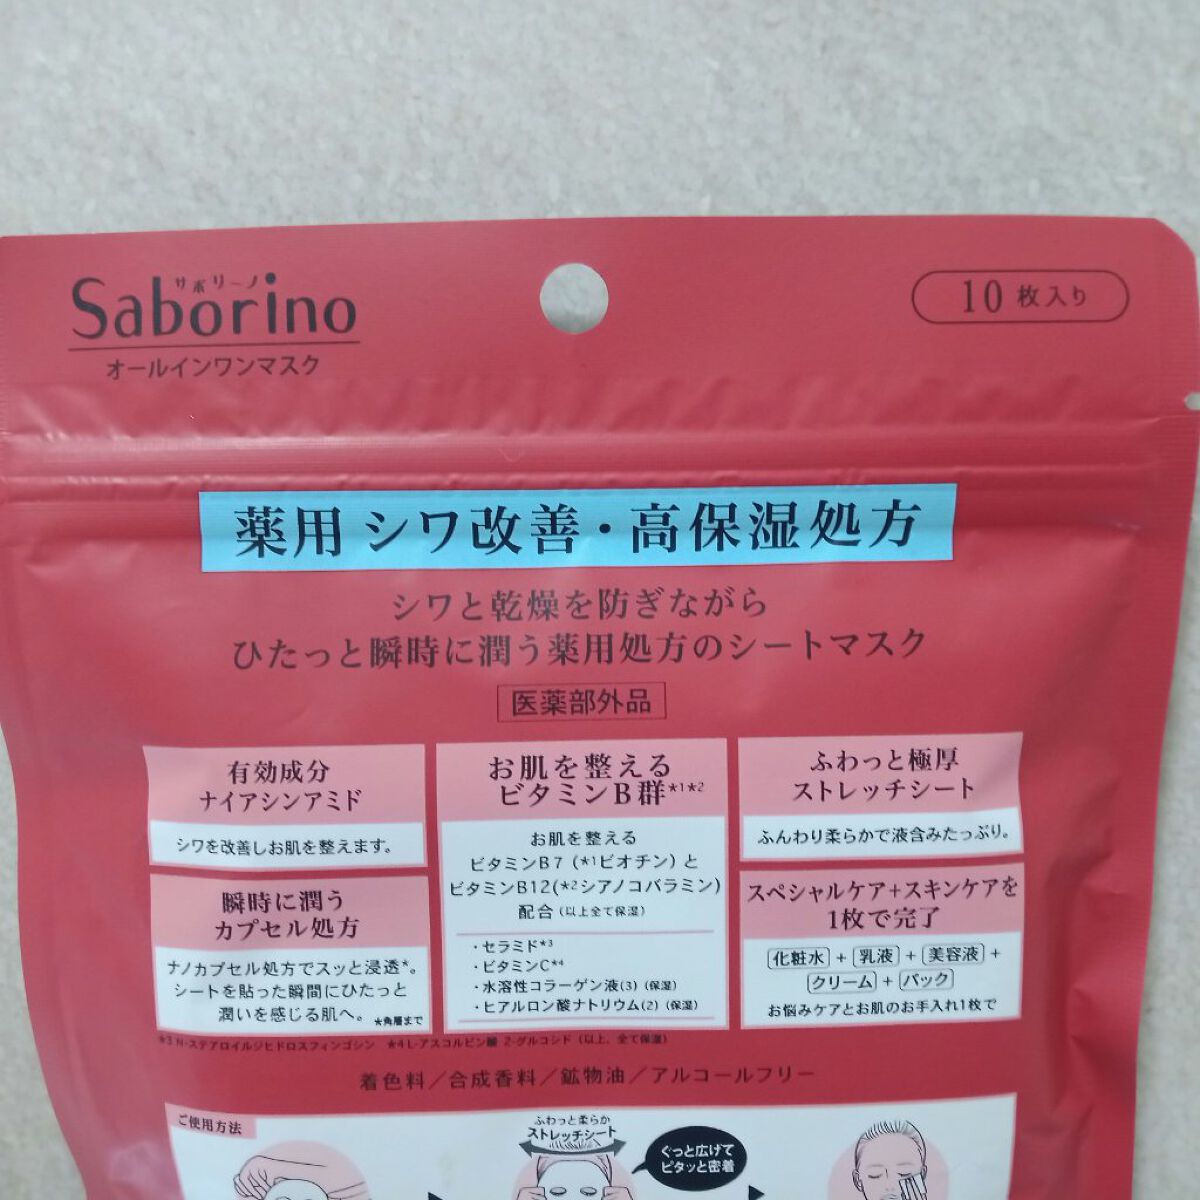 サボリーノ
Saborino
オールインワンマスク
10枚入り
薬用 シワ改善・高保湿処方
シワと乾燥を防ぎながら
ひたっと瞬時に潤う薬用処方のシートマスク
医薬部外品
有効成分
ナイアシンアミド
シワを改善しお肌を整えます。
瞬時に潤う
カプセル処方
ナノカプセル処方でスッと浸透*。
シートを貼った瞬間にひたっと
潤いを感じる肌へ。 *角層まで
お肌を整える
ビタミンB群*1*2
お肌を整える
ビタミンB7 (*1ビオチン) と
ビタミンB12(*2シアノコバラミン)
配合 (以上全て保湿)
・セラミド*3
・ビタミンC*4
・水溶性コラーゲン液(3) (保湿)
・ヒアルロン酸ナトリウム(2) (保湿)
ふわっと極厚
ストレッチシート
ふんわり柔らかで液含みたっぷり。
スペシャルケア+スキンケアを
1枚で完了
化粧水 + 乳液 + 美容液 +
クリーム + パック
お悩みケアとお肌のお手入れ1枚で
*3 N-ステアロイルジヒドロスフィンゴシン *4 L-アスコルビン酸 2-グルコシド (以上、全て保湿)
着色料/合成香料/鉱物油/アルコールフリー
ご使用方法
ふわっと柔らか
ストレッチシート
ぐっと広げて
ピタッと密着